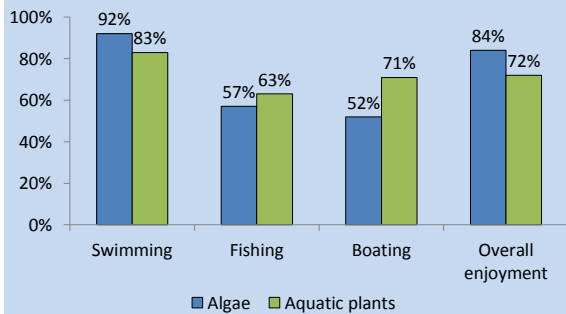 100%
80%
60%
40%
20%
0%
92%
83%
57%
63%
52%
71%
84%
72%
Swimming
Fishing
Boating
Overall
enjoyment
Algae
Aquatic plants